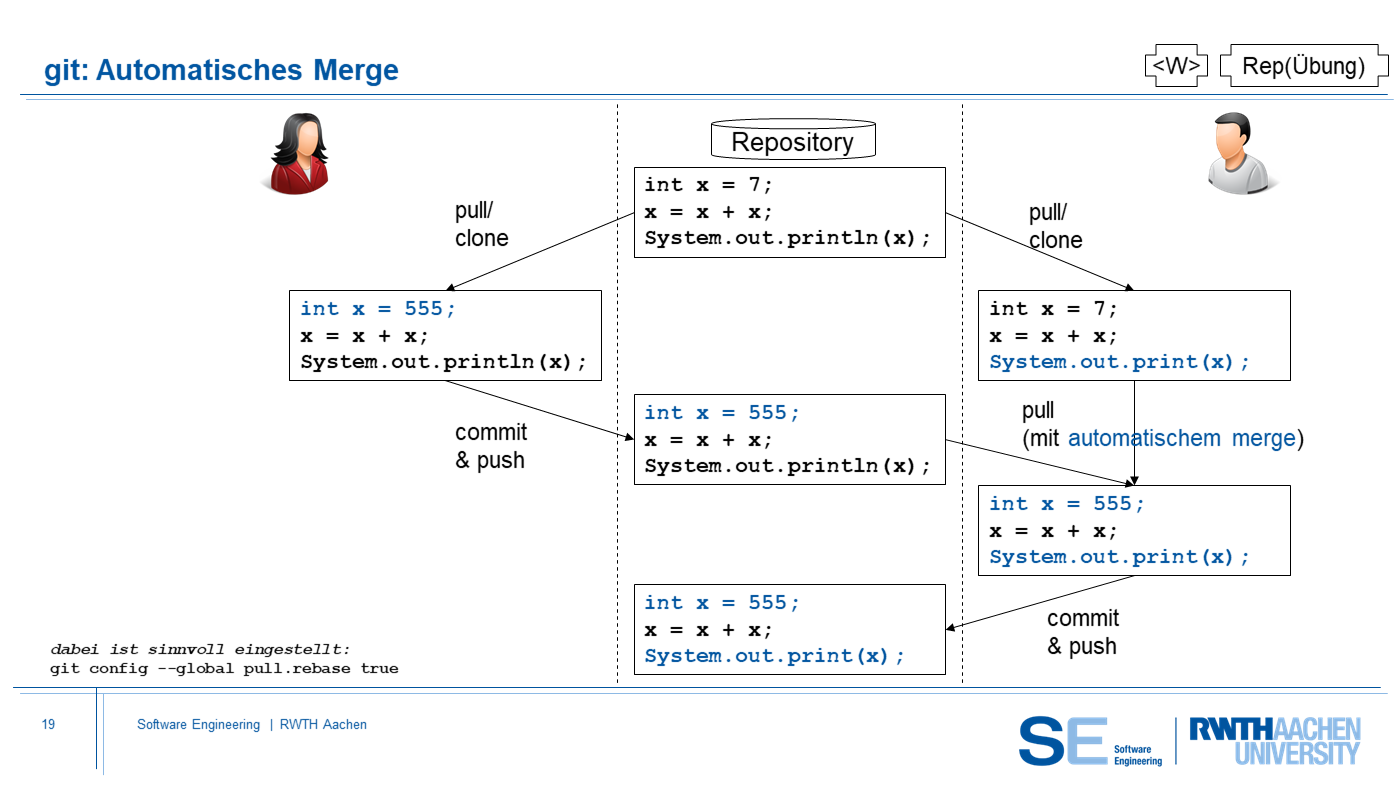 git: Automatisches Merge
<W>
Rep(Übung)
Repository
int x = 7;
x = x + x;
System.out.println(x);
pull/
clone
pull/
clone
int x = 555;
x = x + x;
System.out.println(x);
int x = 7;
x = x + x;
System.out.print(x);
commit
& push
int x = 555;
x = x + x;
System.out.println(x);
pull
(mit automatischem merge)
int x = 555;
x = x + x;
System.out.print(x);
commit
& push
int x = 555;
x = x + x;
System.out.print(x);
dabei ist sinnvoll eingestellt:
git config --global pull.rebase true
19
Software Engineering | RWTH Aachen
SE
Software
Engineering
RWTHAACHEN
UNIVERSITY